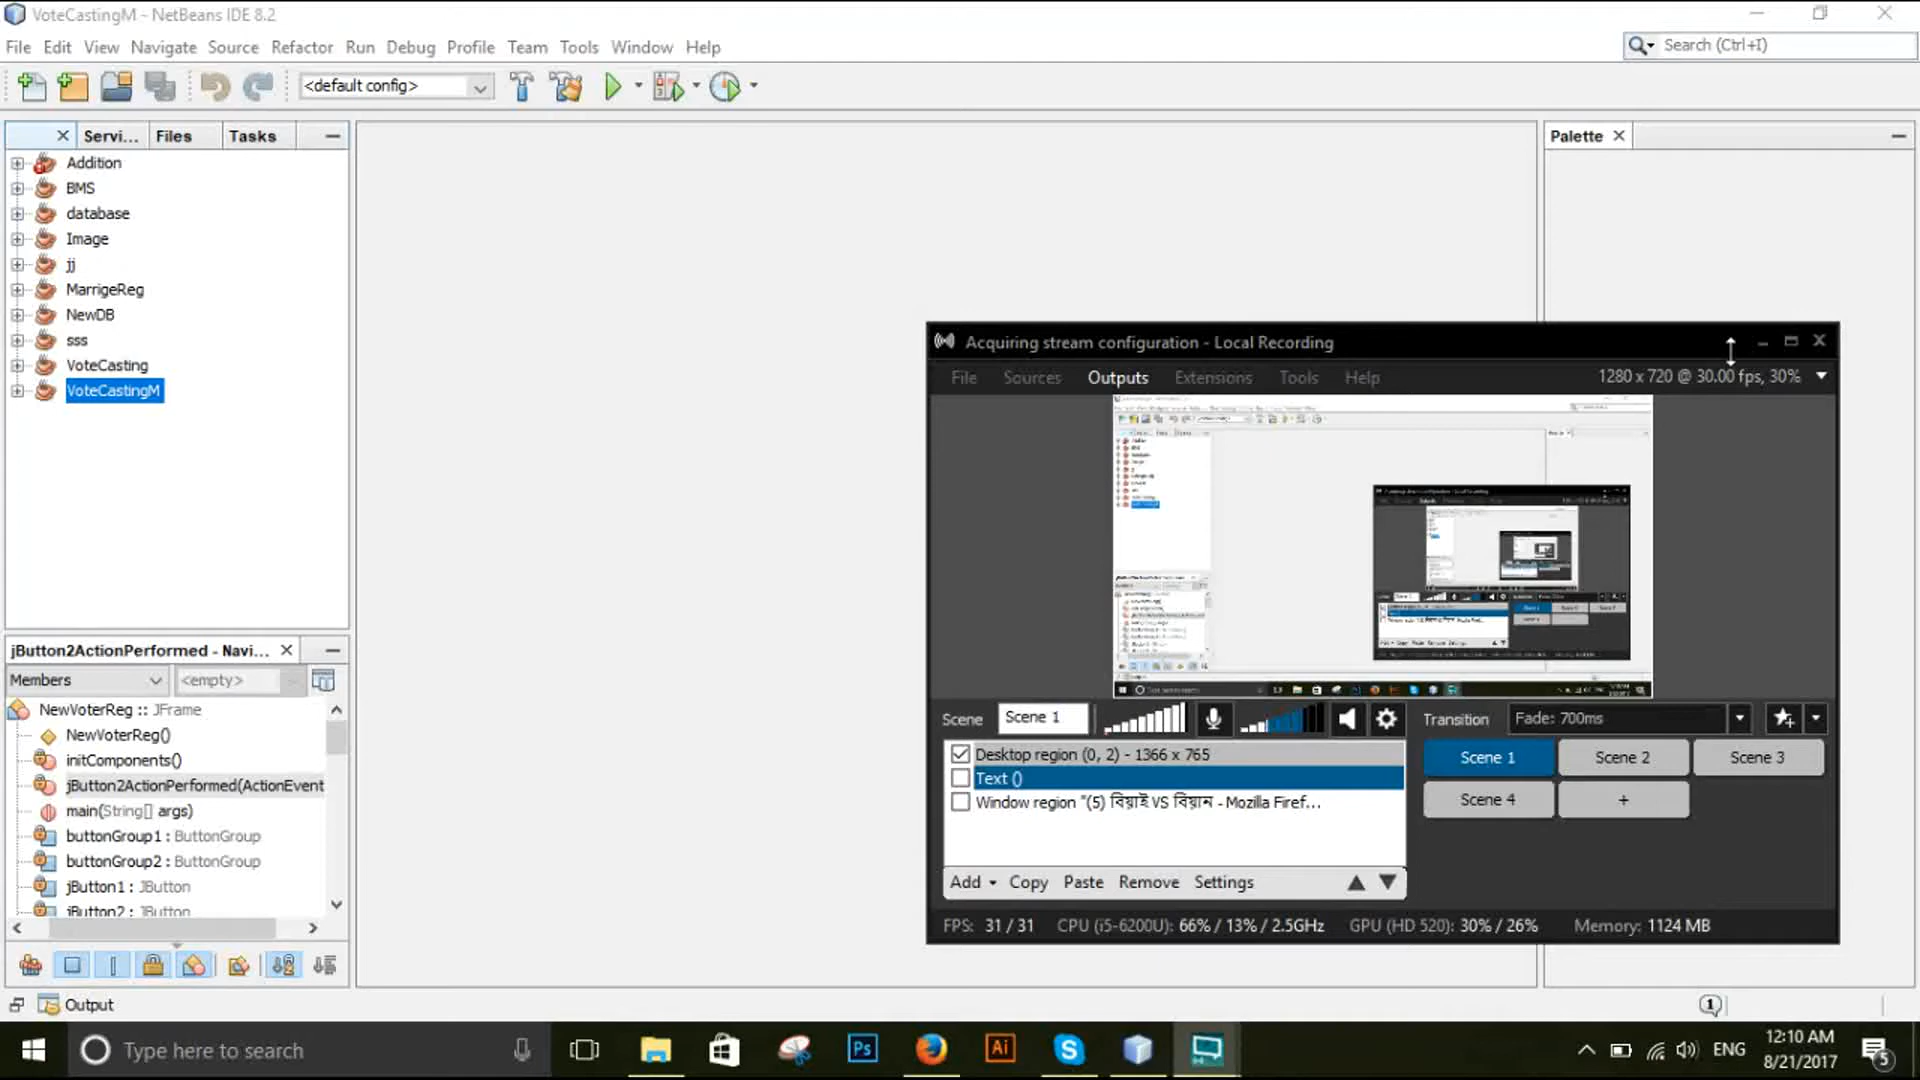 VoteCastingM - NetBeans IDE 8.2
File Edit View Navigate Source Refactor Run Debug Profile Team Tools Window Help
Search (Ctrl+I)
<default config>
Servi... Files Tasks
Palette
Addition
BMS
database
Image
jj
MarrigeReg
NewDB
sss
VoteCasting
VoteCastingM
jButton2ActionPerformed - Navi...
Members <empty>
NewVoterReg :: JFrame
NewVoterReg()
initComponents()
jButton2ActionPerformed(ActionEvent
main(String[] args)
buttonGroup1 : ButtonGroup
buttonGroup2 : ButtonGroup
jButton1 : JButton
jButton2 : JButton
Output
Acquiring stream configuration - Local Recording
File Sources Outputs Extensions Tools Help
1280 x 720 @ 30.00 fps, 30%
Scene Scene 1
Transition Fade: 700ms
Desktop region (0, 2) - 1366 x 765
Text ()
Window region "(5) বিয়াই VS বিয়ান - Mozilla Firef...
Scene 1 Scene 2 Scene 3
Scene 4 +
Add Copy Paste Remove Settings
FPS: 31 / 31 CPU (i5-6200U): 66% / 13% / 2.5GHz GPU (HD 520): 30% / 26% Memory: 1124 MB
1
Type here to search
Ps
Ai
ENG
12:10 AM
8/21/2017
5